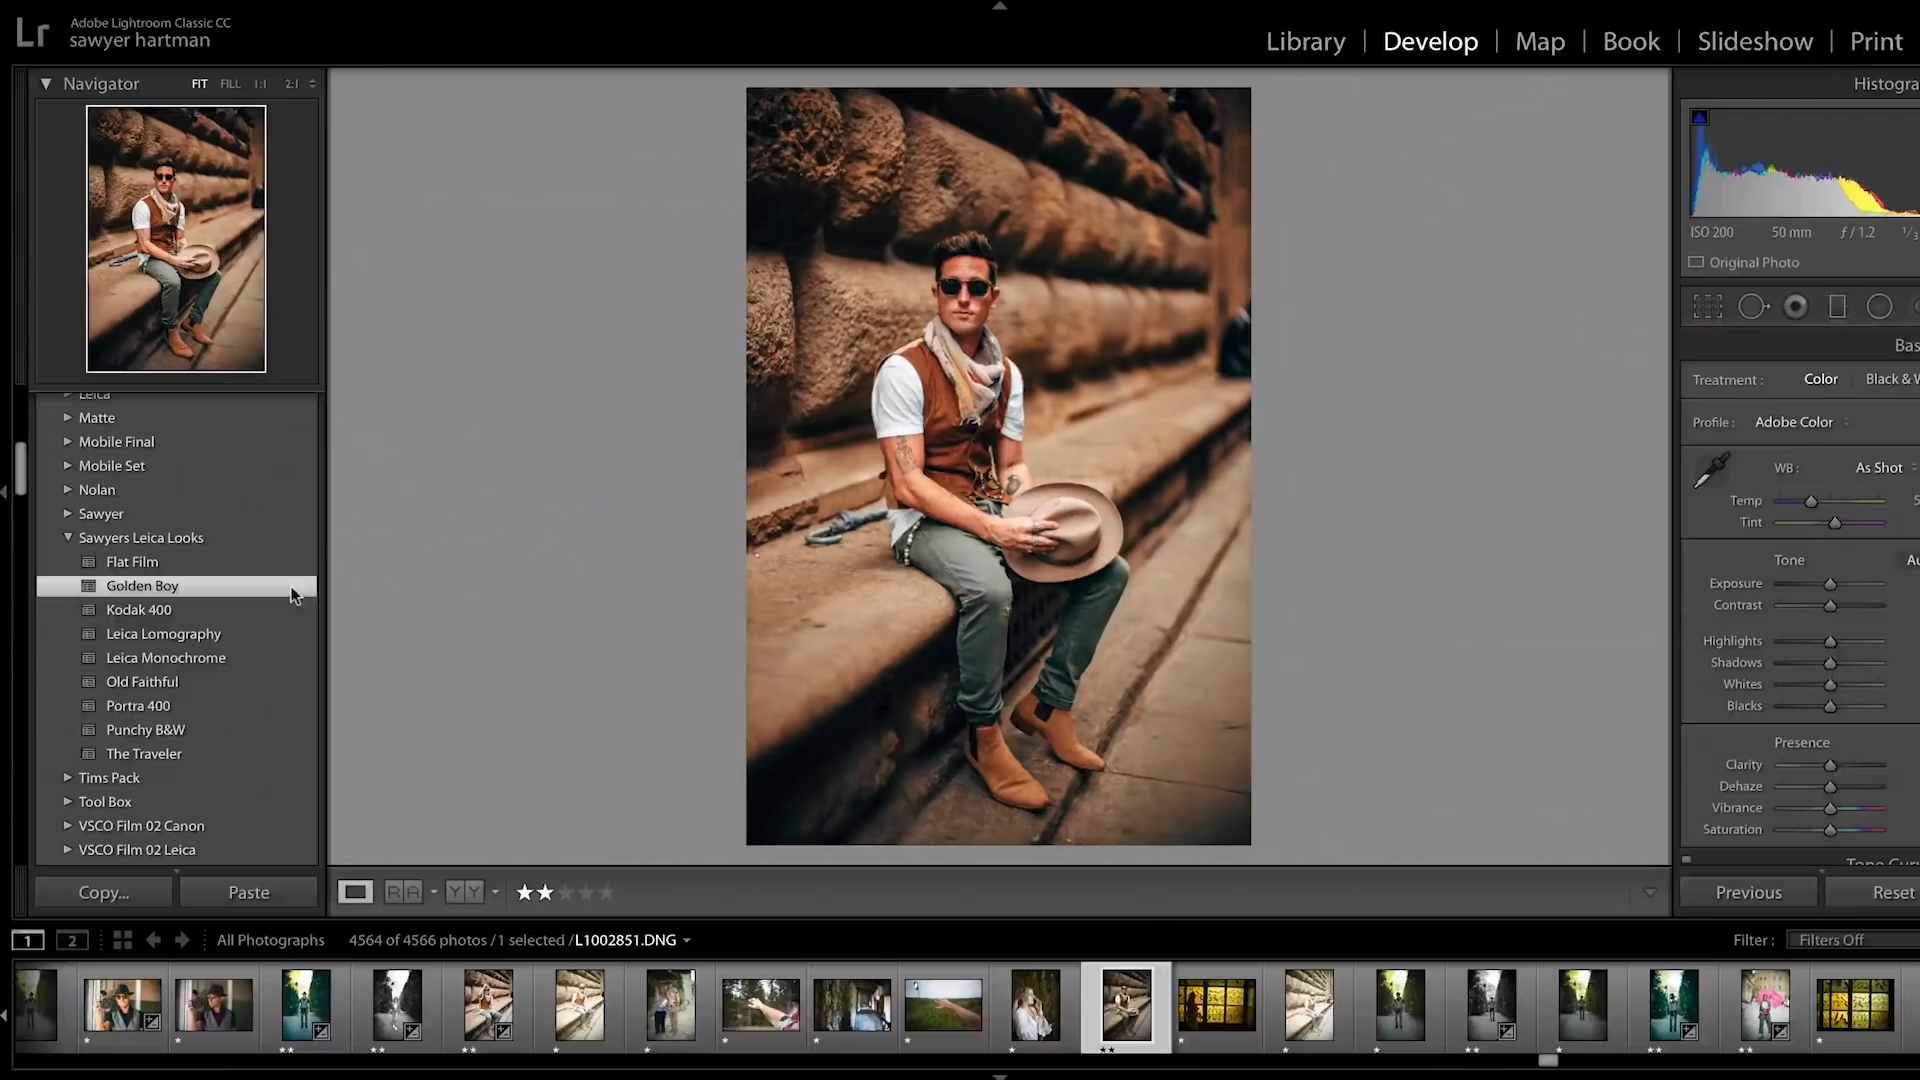 Lr
Adobe Lightroom Classic CC
sawyer hartman
Library | Develop | Map | Book | Slideshow | Print
Navigator FIT FILL 1:1 2:1
Leica
Matte
Mobile Final
Mobile Set
Nolan
Sawyer
Sawyers Leica Looks
Flat Film
Golden Boy
Kodak 400
Leica Lomography
Leica Monochrome
Old Faithful
Portra 400
Punchy B&W
The Traveler
Tims Pack
Tool Box
VSCO Film 02 Canon
VSCO Film 02 Leica
Copy... Paste
R A Y Y
Histogra
ISO 200 50 mm ƒ / 1.2
Original Photo
Bas
Treatment : Color Black & W
Profile : Adobe Color
WB : As Shot
Temp 5
Tint
Tone Au
Exposure
Contrast
Highlights
Shadows
Whites
Blacks
Presence
Clarity
Dehaze
Vibrance
Saturation
Tone Cur
Previous Reset
1 2 All Photographs 4564 of 4566 photos / 1 selected / L1002851.DNG
Filter : Filters Off